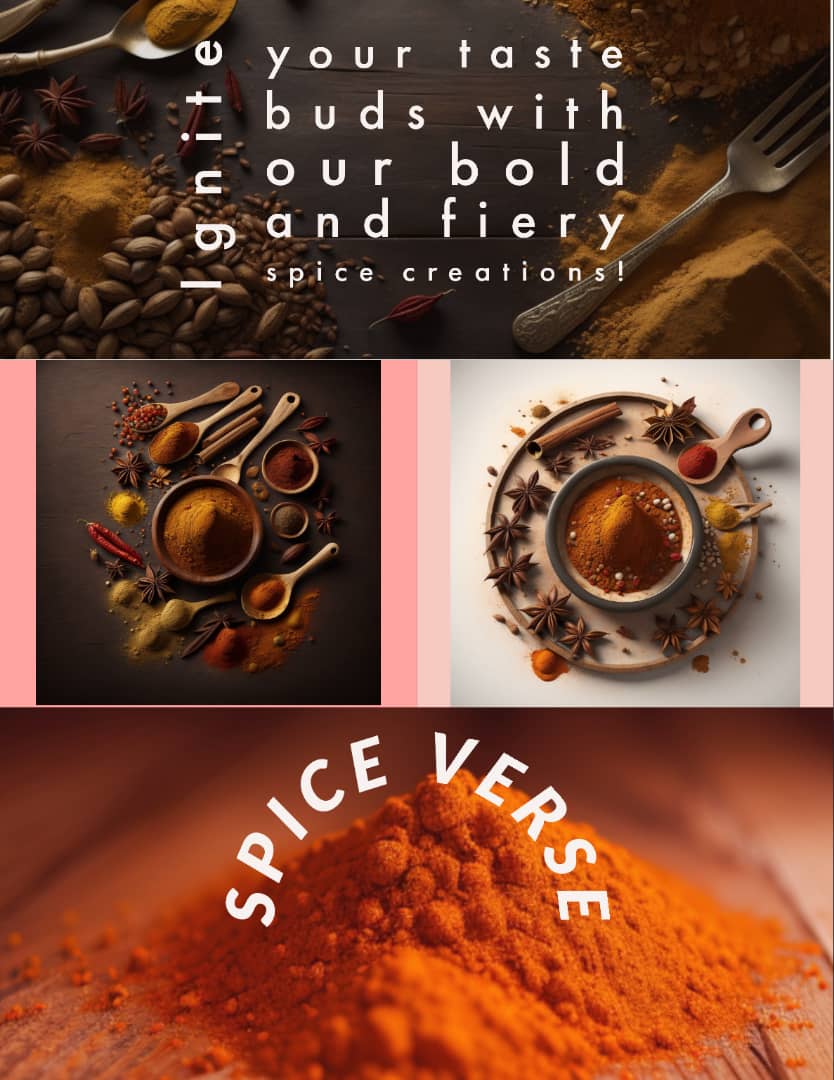 Ignite
your taste
buds with
our bold
and fiery
spice creations!
SPICE VERSE